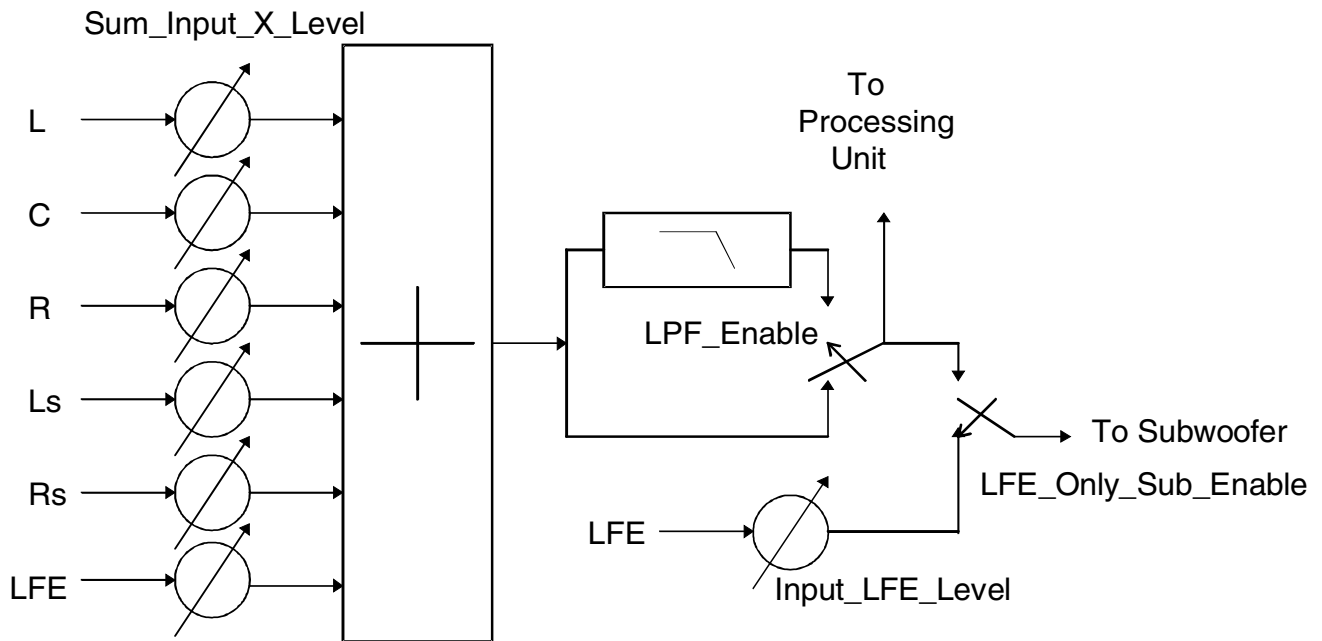 Sum_Input_X_Level
L
C
R
Ls
Rs
LFE
To
Processing
Unit
LPF_Enable
To Subwoofer
LFE_Only_Sub_Enable
LFE
Input_LFE_Level